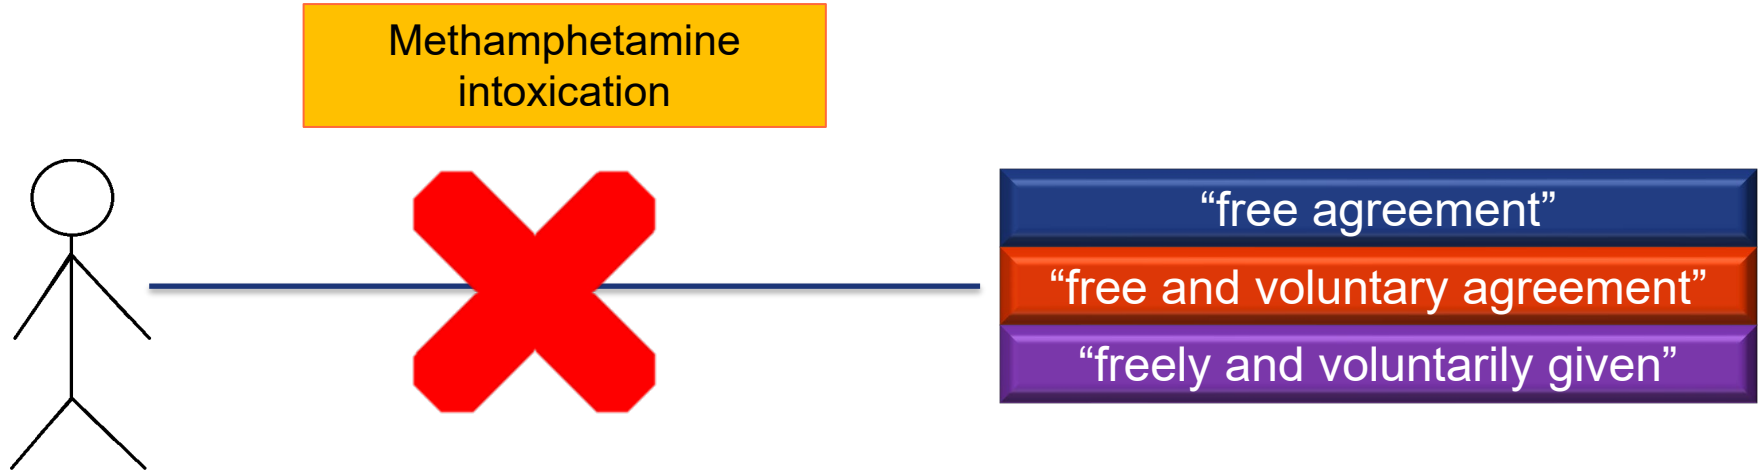 Methamphetamine
intoxication
“free agreement”
“free and voluntary agreement”
“freely and voluntarily given”